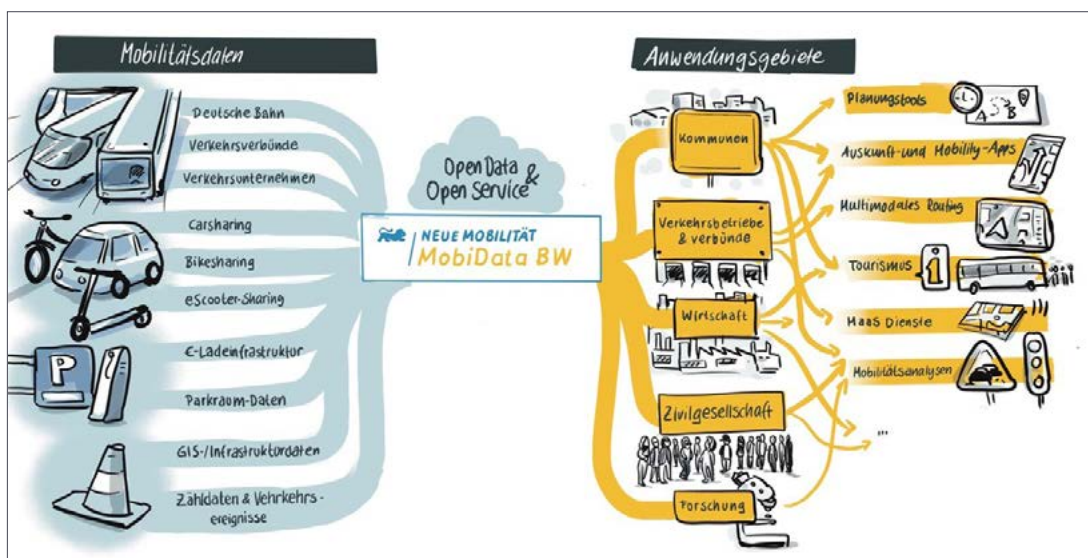 Mobilitätsdaten
Deutsche Bahn
Verkehrsverbünde
Verkehrsunternehmen
Carsharing
Bikesharing
eScooter-Sharing
E-Ladeinfrastruktur
Parkraum-Daten
GIS-/Infrastrukturdaten
Zähldaten & Vehrkehrs-
ereignisse
P
Open Data &
Open Service
NEUE MOBILITÄT
MobiData BW
Anwendungsgebiete
Kommunen
Verkehrsbetriebe
& verbünde
Wirtschaft
Zivilgesellschaft
Forschung
Planungstools
A B
Auskunft- und Mobility-Apps
Multimodales Routing
Tourismus
i
MaaS Dienste
Mobilitätsanalysen
...